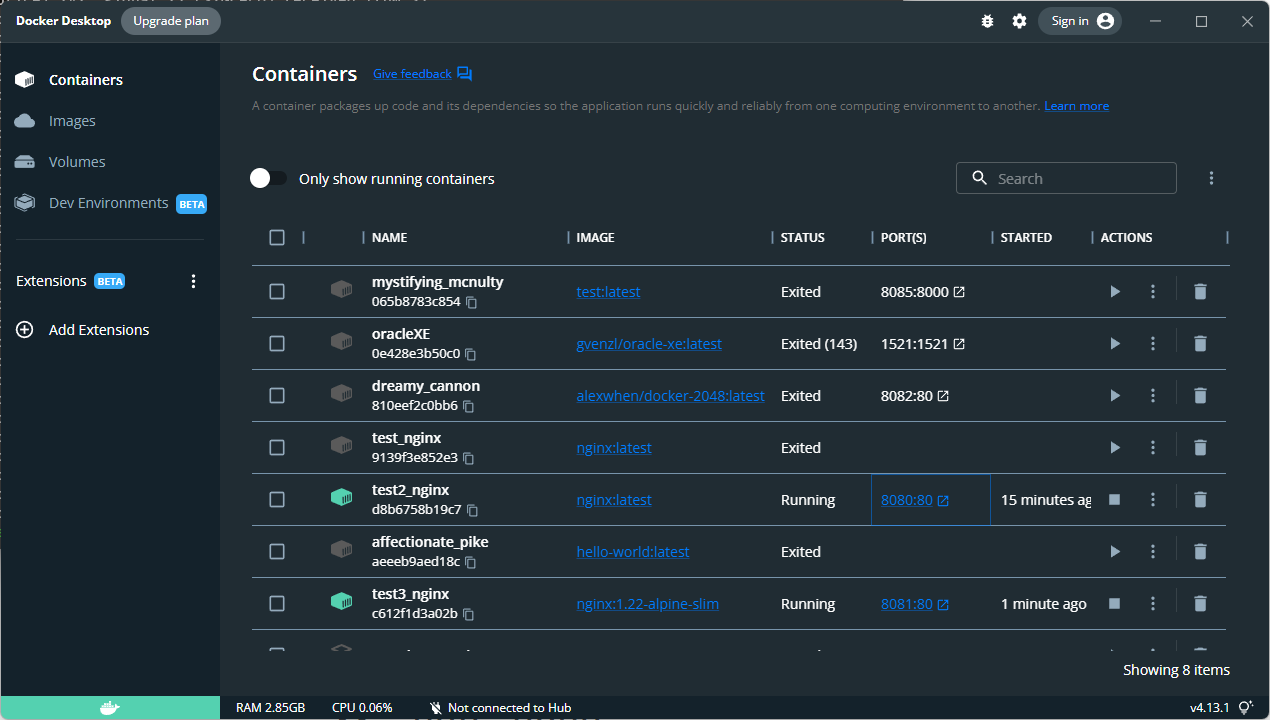 Docker Desktop Upgrade plan Sign in
Containers
Images
Volumes
Dev Environments BETA
Extensions BETA
Add Extensions
Containers Give feedback
A container packages up code and its dependencies so the application runs quickly and reliably from one computing environment to another. Learn more
Only show running containers Search
NAME IMAGE STATUS PORT(S) STARTED ACTIONS
mystifying_mcnulty
065b8783c854 test:latest Exited 8085:8000
oracleXE
0e428e3b50c0 gvenzl/oracle-xe:latest Exited (143) 1521:1521
dreamy_cannon
810eef2c0bb6 alexwhen/docker-2048:latest Exited 8082:80
test_nginx
9139f3e852e3 nginx:latest Exited
test2_nginx
d8b6758b19c7 nginx:latest Running 8080:80 15 minutes ag
affectionate_pike
aeeeb9aed18c hello-world:latest Exited
test3_nginx
c612f1d3a02b nginx:1.22-alpine-slim Running 8081:80 1 minute ago
Showing 8 items
RAM 2.85GB CPU 0.06% Not connected to Hub v4.13.1